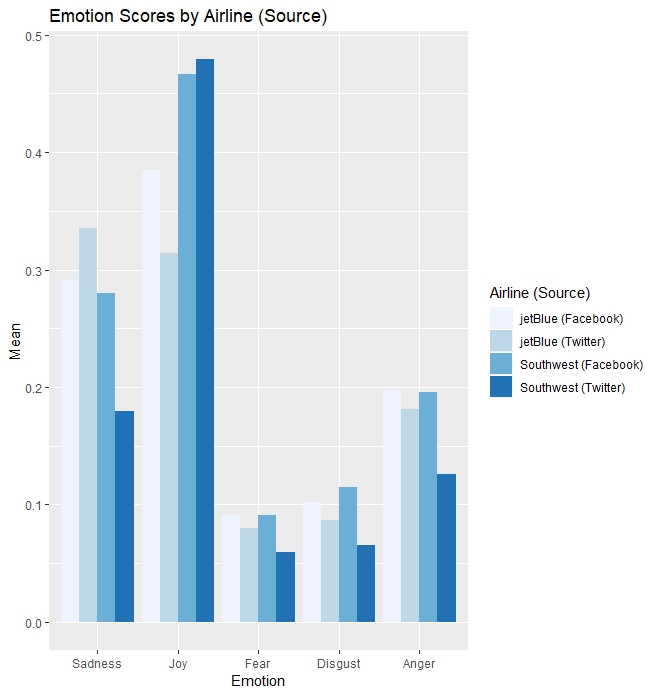 Emotion Scores by Airline (Source)
0.5
0.4
0.3
0.2
0.1
0.0
Mean
Sadness
Joy
Fear
Disgust
Anger
Emotion
Airline (Source)
jetBlue (Facebook)
jetBlue (Twitter)
Southwest (Facebook)
Southwest (Twitter)